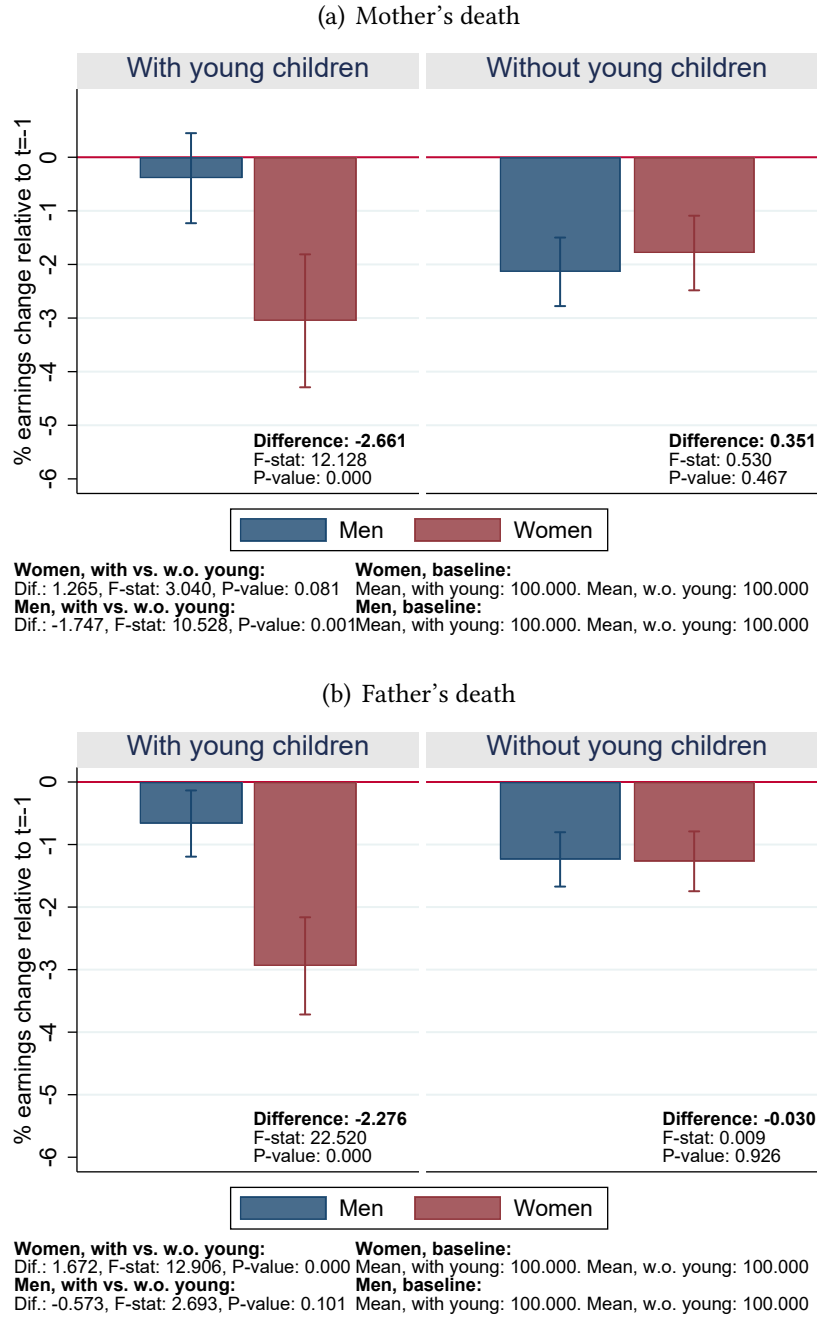 (a) Mother’s death
With young children
Without young children
% earnings change relative to t=-1
0
-1
-2
-3
-4
-5
-6
Difference: -2.661
F-stat: 12.128
P-value: 0.000
Difference: 0.351
F-stat: 0.530
P-value: 0.467
Men
Women
Women, with vs. w.o. young:
Dif.: 1.265, F-stat: 3.040, P-value: 0.081
Men, with vs. w.o. young:
Dif.: -1.747, F-stat: 10.528, P-value: 0.001
Women, baseline:
Mean, with young: 100.000. Mean, w.o. young: 100.000
Men, baseline:
Mean, with young: 100.000. Mean, w.o. young: 100.000
(b) Father’s death
With young children
Without young children
% earnings change relative to t=-1
0
-1
-2
-3
-4
-5
-6
Difference: -2.276
F-stat: 22.520
P-value: 0.000
Difference: -0.030
F-stat: 0.009
P-value: 0.926
Men
Women
Women, with vs. w.o. young:
Dif.: 1.672, F-stat: 12.906, P-value: 0.000
Men, with vs. w.o. young:
Dif.: -0.573, F-stat: 2.693, P-value: 0.101
Women, baseline:
Mean, with young: 100.000. Mean, w.o. young: 100.000
Men, baseline:
Mean, with young: 100.000. Mean, w.o. young: 100.000